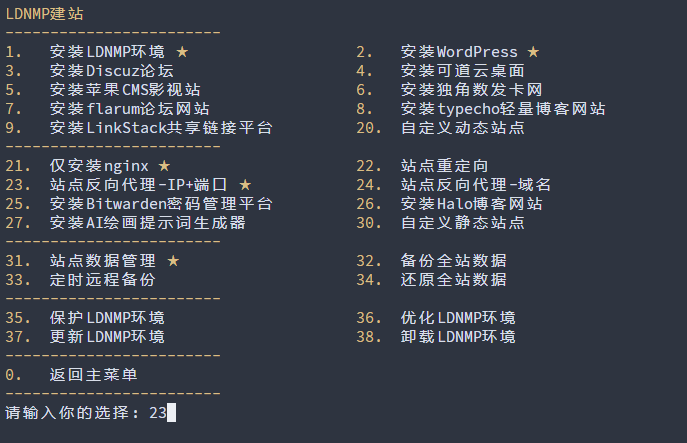 LDNMP建站
------------------------
1.  安装LDNMP环境 ★  2.  安装WordPress ★
3.  安装Discuz论坛  4.  安装可道云桌面
5.  安装苹果CMS影视站  6.  安装独角数发卡网
7.  安装flarum论坛网站  8.  安装typecho轻量博客网站
9.  安装LinkStack共享链接平台  20.  自定义动态站点
------------------------
21.  仅安装nginx ★  22.  站点重定向
23.  站点反向代理-IP+端口 ★  24.  站点反向代理-域名
25.  安装Bitwarden密码管理平台  26.  安装Halo博客网站
27.  安装AI绘画提示词生成器  30.  自定义静态站点
------------------------
31.  站点数据管理 ★  32.  备份全站数据
33.  定时远程备份  34.  还原全站数据
------------------------
35.  保护LDNMP环境  36.  优化LDNMP环境
37.  更新LDNMP环境  38.  卸载LDNMP环境
------------------------
0.  返回主菜单
------------------------
请输入你的选择: 23